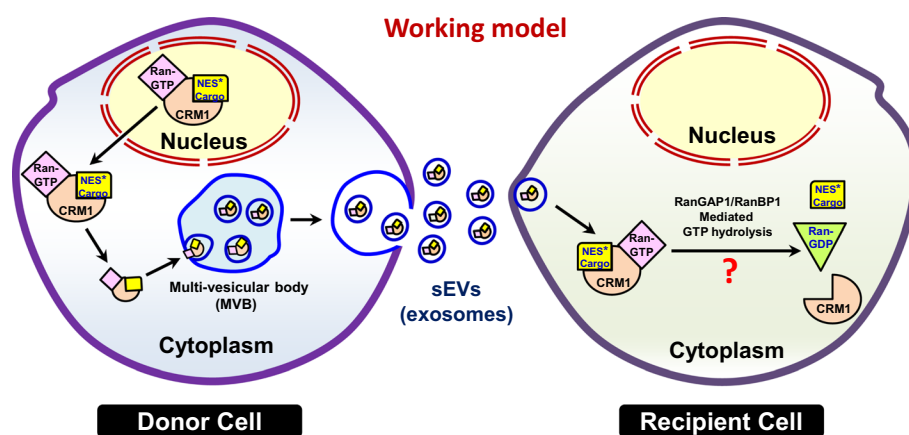 Working model
Ran-
GTP
NES*
Cargo
CRM1
Nucleus
Ran-
GTP
NES*
Cargo
CRM1
Multi-vesicular body
(MVB)
Cytoplasm
Donor Cell
sEVs
(exosomes)
Nucleus
NES*
Cargo
Ran-
GTP
CRM1
RanGAP1/RanBP1
Mediated
GTP hydrolysis
?
NES*
Cargo
Ran-
GDP
CRM1
Cytoplasm
Recipient Cell